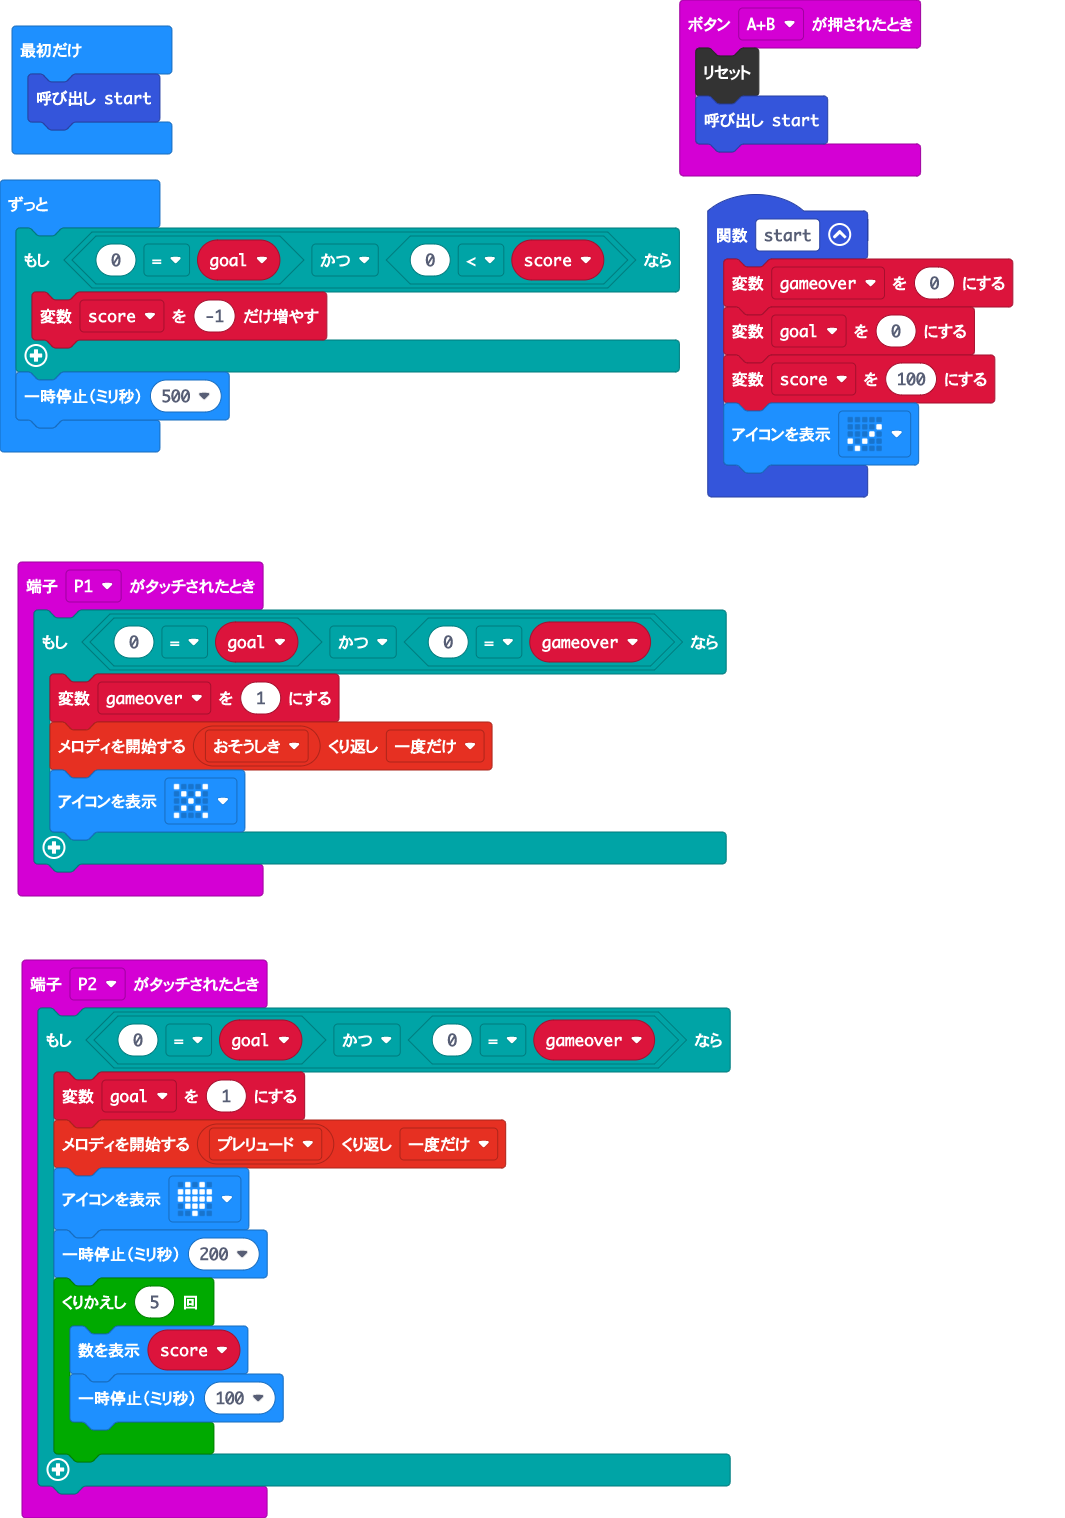 最初だけ
呼び出し start
ボタン A+B が押されたとき
リセット
呼び出し start
ずっと
もし 0 = goal かつ 0 < score なら
変数 score を -1 だけ増やす
一時停止(ミリ秒) 500
関数 start
変数 gameover を 0 にする
変数 goal を 0 にする
変数 score を 100 にする
アイコンを表示
端子 P1 がタッチされたとき
もし 0 = goal かつ 0 = gameover なら
変数 gameover を 1 にする
メロディを開始する おそうしき くり返し 一度だけ
アイコンを表示
端子 P2 がタッチされたとき
もし 0 = goal かつ 0 = gameover なら
変数 goal を 1 にする
メロディを開始する プレリュード くり返し 一度だけ
アイコンを表示
一時停止(ミリ秒) 200
くりかえし 5 回
数を表示 score
一時停止(ミリ秒) 100